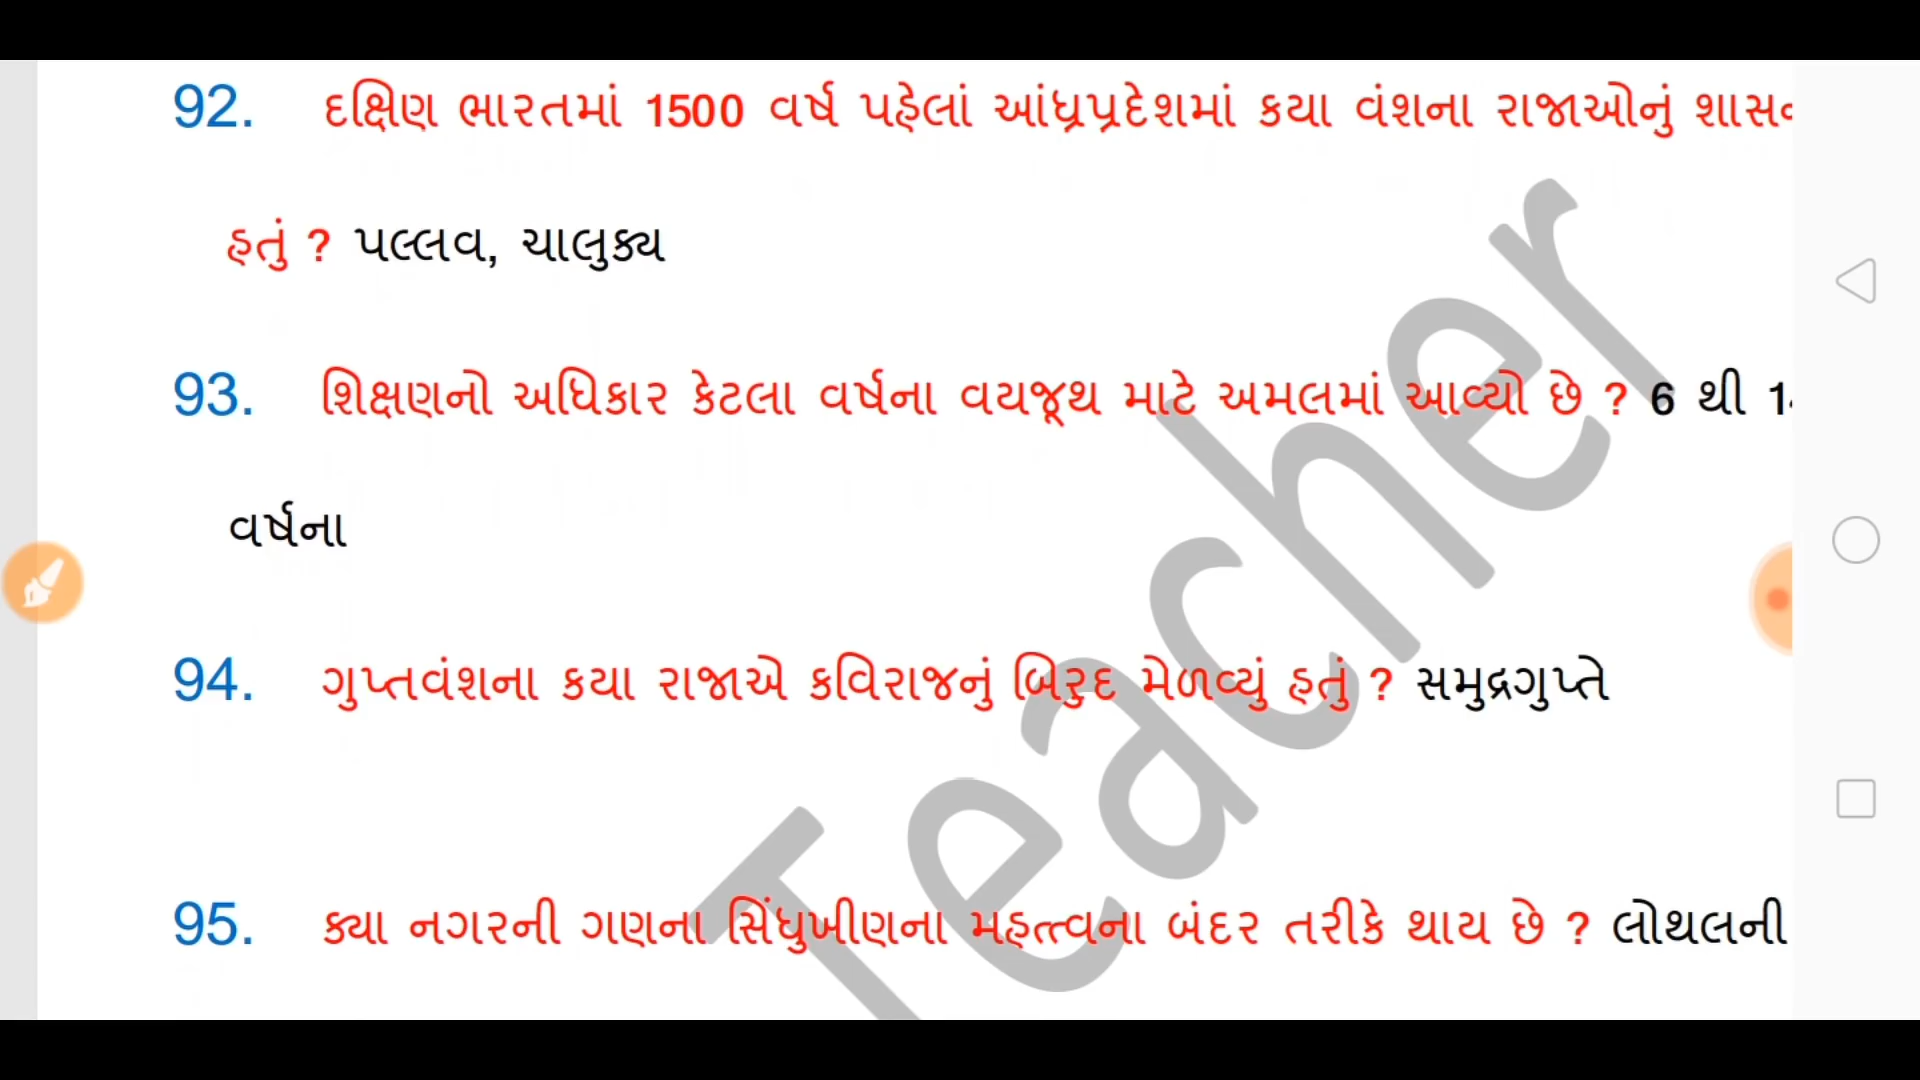 92. દક્ષિણ ભારતમાં 1500 વર્ષ પહેલાં આંધ્રપ્રદેશમાં કયા વંશના રાજાઓનું
હતું ? પલ્લવ, ચાલુક્ય
93. શિક્ષણનો અધિકાર કેટલા વર્ષના વયજૂથ માટે અમલમાં આવ્યો છે ? 6 થી
વર્ષના
94. ગુપ્તવંશના કયા રાજાએ કવિરાજનું બિરુદ મેળવ્યું હતું ? સમુદ્રગુપ્તે
95. ક્યા નગરની ગણના સિંધુખીણના મહત્ત્વના બંદર તરીકે થાય છે ? લોથલની
Teacher